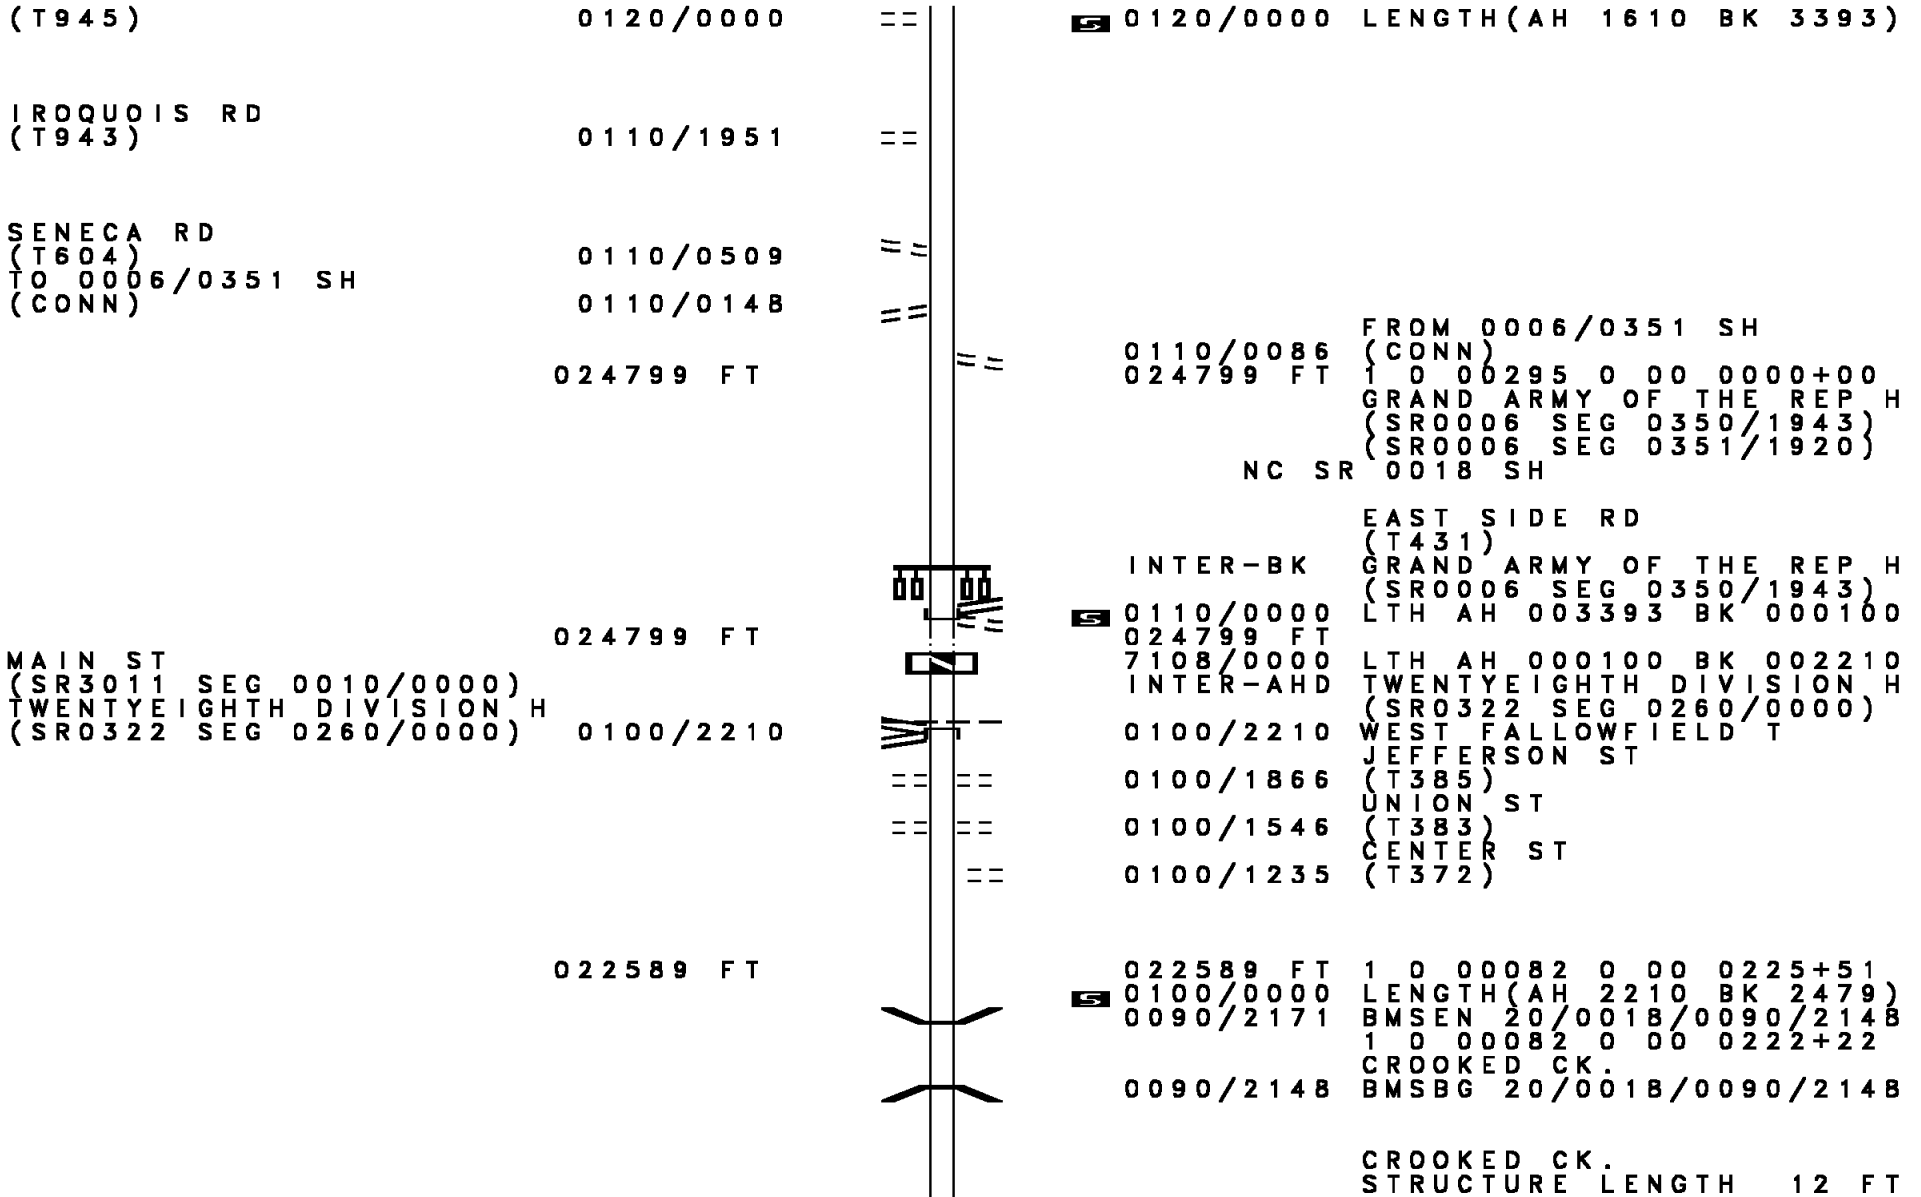 (T945) 0120/0000 S 0120/0000 LENGTH(AH 1610 BK 3393)
IROQUOIS RD
(T943) 0110/1951
SENECA RD
(T604) 0110/0509
TO 0006/0351 SH
(CONN) 0110/0148
FROM 0006/0351 SH
0110/0086 (CONN)
024799 FT 024799 FT 1 0 00295 0 00 0000+00
GRAND ARMY OF THE REP H
(SR0006 SEG 0350/1943)
(SR0006 SEG 0351/1920)
NC SR 0018 SH
EAST SIDE RD
(T431)
INTER-BK GRAND ARMY OF THE REP H
(SR0006 SEG 0350/1943)
S 0110/0000 LTH AH 003393 BK 000100
024799 FT 024799 FT
MAIN ST 7108/0000 LTH AH 000100 BK 002210
(SR3011 SEG 0010/0000) INTER-AHD TWENTYEIGHTH DIVISION H
TWENTYEIGHTH DIVISION H (SR0322 SEG 0260/0000)
(SR0322 SEG 0260/0000) 0100/2210 0100/2210 WEST FALLOWFIELD T
JEFFERSON ST
0100/1866 (T385)
UNION ST
0100/1546 (T383)
CENTER ST
0100/1235 (T372)
022589 FT 022589 FT 1 0 00082 0 00 0225+51
S 0100/0000 LENGTH(AH 2210 BK 2479)
0090/2171 BMSEN 20/0018/0090/2148
1 0 00082 0 00 0222+22
CROOKED CK.
0090/2148 BMSBG 20/0018/0090/2148
CROOKED CK.
STRUCTURE LENGTH 12 FT